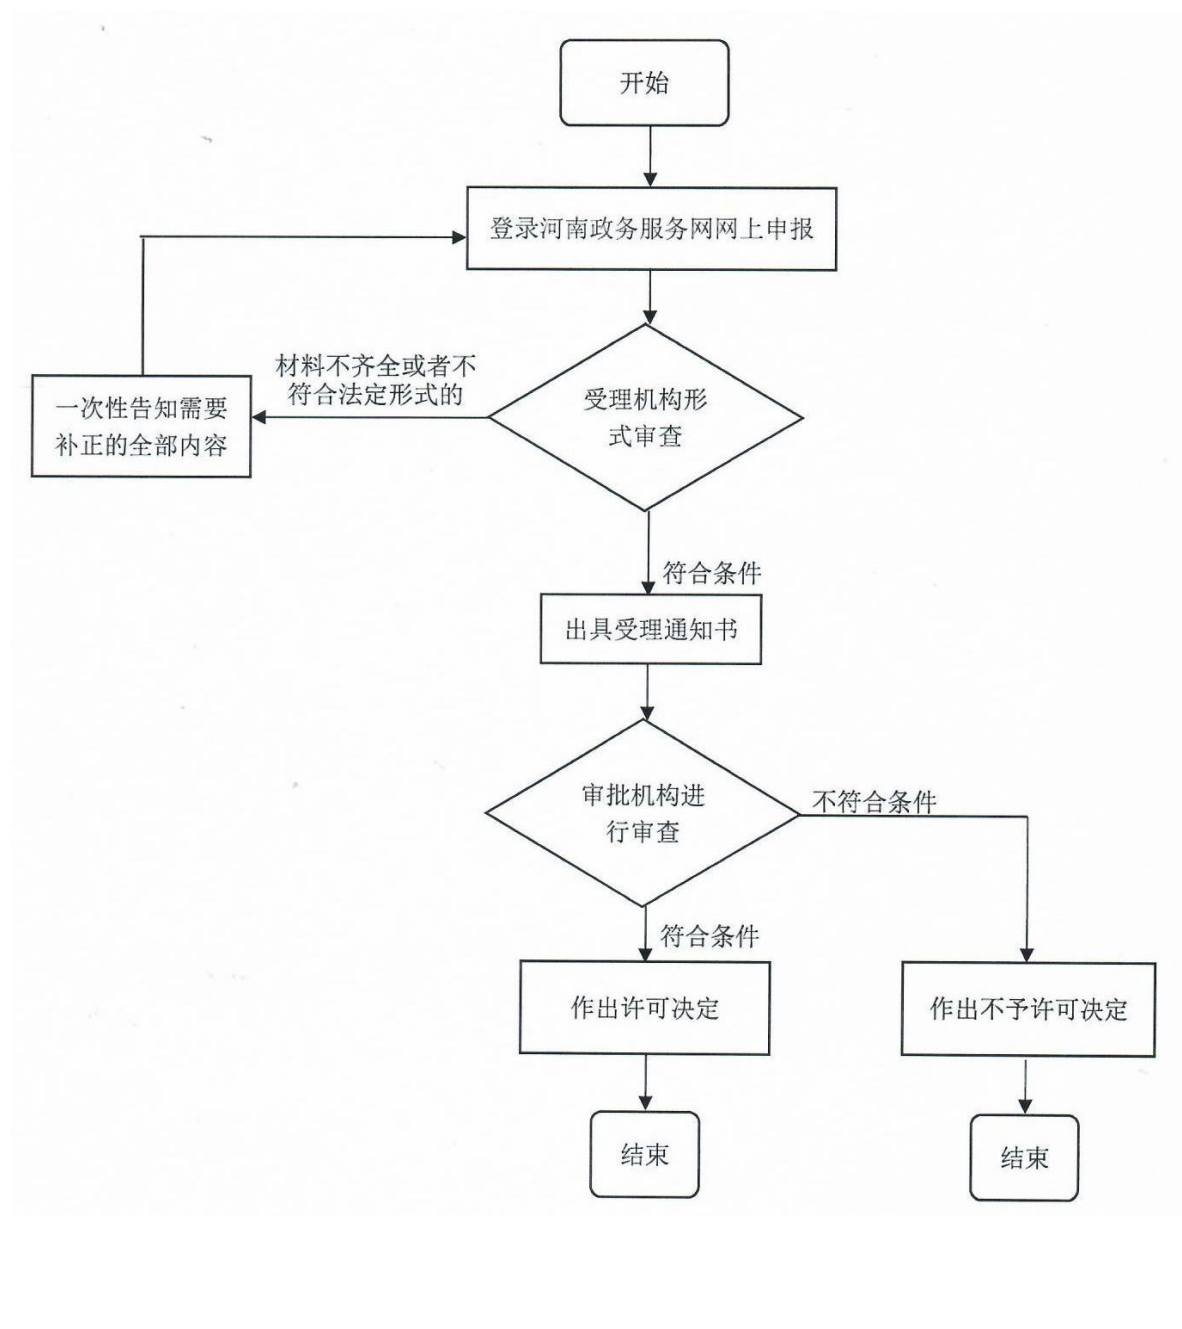 开始
登录河南政务服务网网上申报
材料不齐全或者不
符合法定形式的
一次性告知需要
补正的全部内容
受理机构形
式审查
符合条件
出具受理通知书
审批机构进
行审查
不符合条件
符合条件
作出许可决定
作出不予许可决定
结束
结束